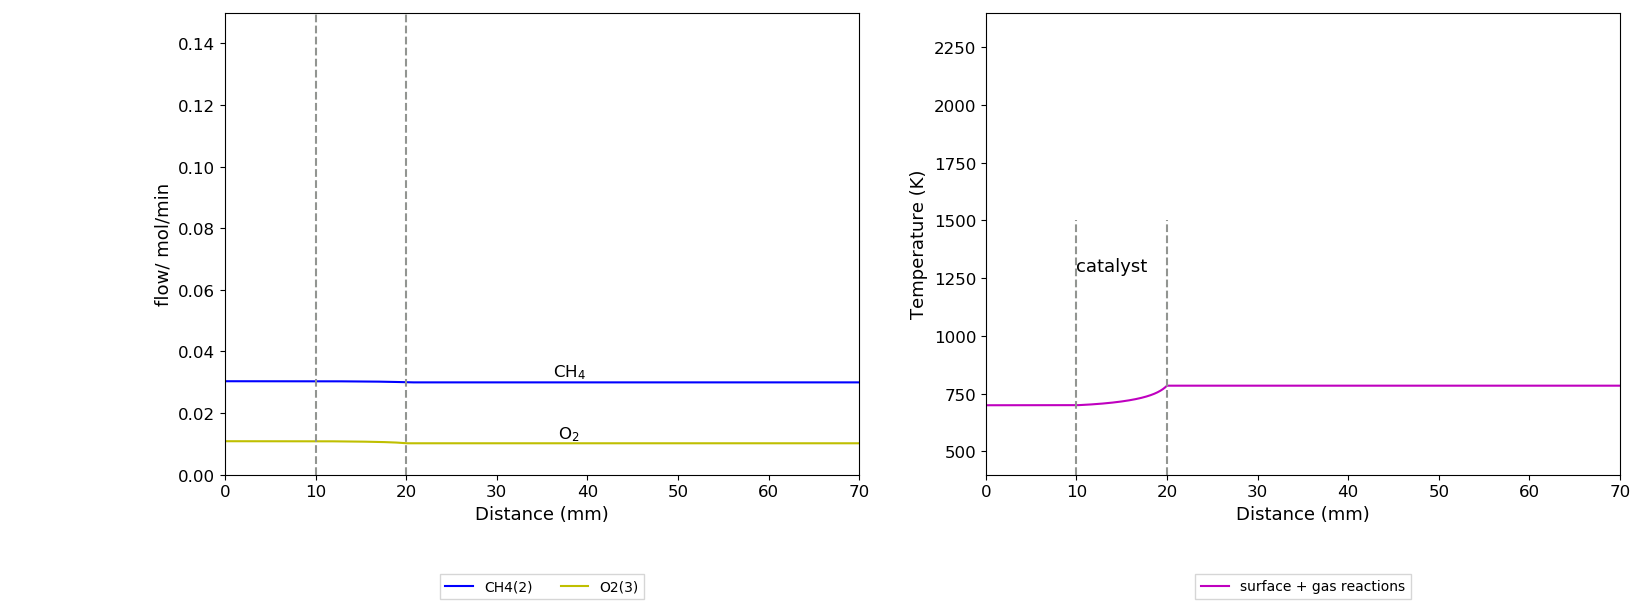 0.14
0.12
0.10
0.08
0.06
0.04
0.02
0.00
flow/ mol/min
CH₄
O₂
0 10 20 30 40 50 60 70
Distance (mm)
CH4(2) O2(3)
2250
2000
1750
1500
1250
1000
750
500
Temperature (K)
catalyst
0 10 20 30 40 50 60 70
Distance (mm)
surface + gas reactions